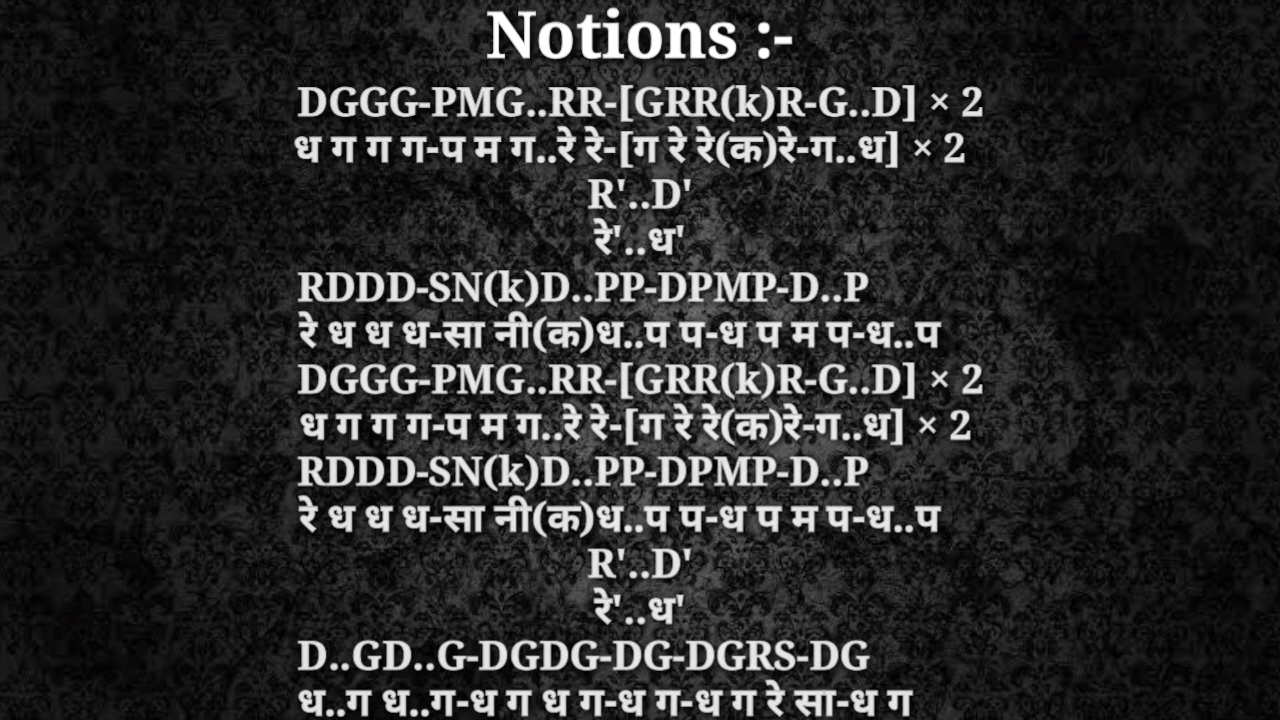 Notions :-
DGGG-PMG..RR-[GRR(k)R-G..D] × 2
ध ग ग ग-प म ग..रे रे-[ग रे रे(क)रे-ग..ध] × 2
R'..D'
रे'..ध'
RDDD-SN(k)D..PP-DPMP-D..P
रे ध ध ध-सा नी(क)ध..प प-ध प म प-ध..प
DGGG-PMG..RR-[GRR(k)R-G..D] × 2
ध ग ग ग-प म ग..रे रे-[ग रे रे(क)रे-ग..ध] × 2
RDDD-SN(k)D..PP-DPMP-D..P
रे ध ध ध-सा नी(क)ध..प प-ध प म प-ध..प
R'..D'
रे'..ध'
D..GD..G-DGDG-DG-DGRS-DG
ध..ग ध..ग-ध ग ध ग-ध ग-ध ग रे सा-ध ग